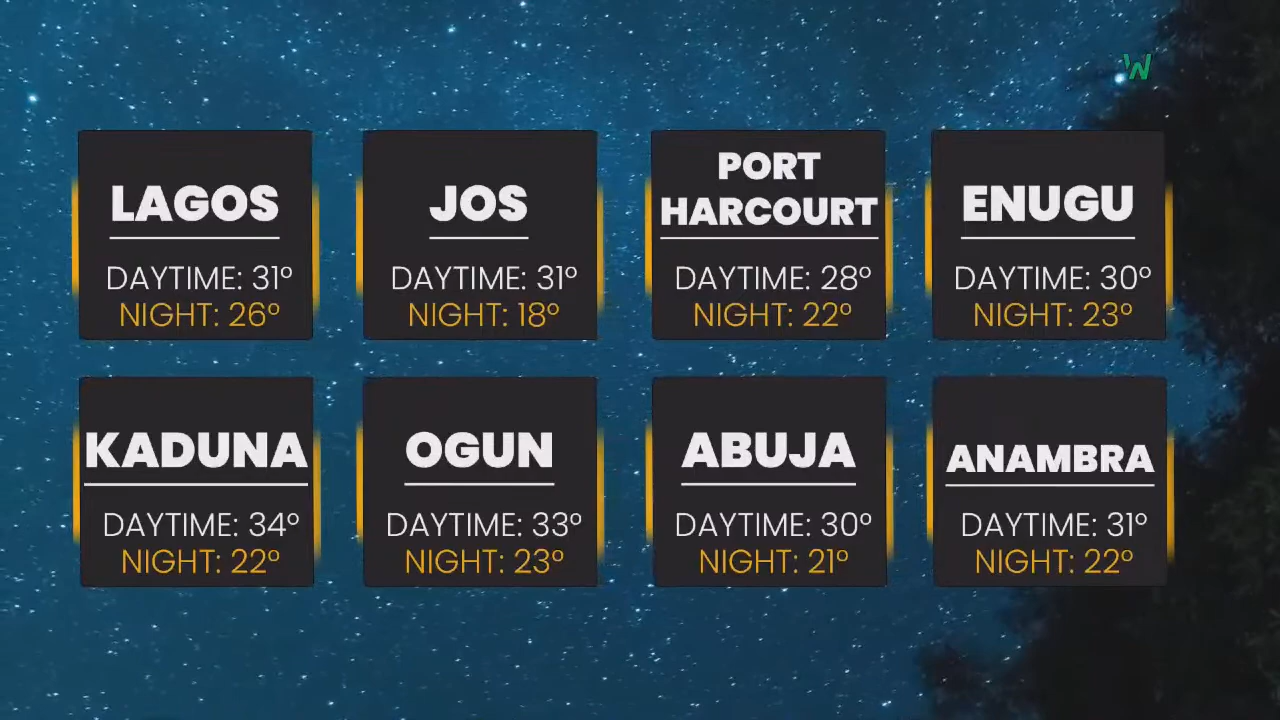 W
LAGOS
DAYTIME: 31º
NIGHT: 26º
JOS
DAYTIME: 31º
NIGHT: 18º
PORT
HARCOURT
DAYTIME: 28º
NIGHT: 22º
ENUGU
DAYTIME: 30º
NIGHT: 23º
KADUNA
DAYTIME: 34º
NIGHT: 22º
OGUN
DAYTIME: 33º
NIGHT: 23º
ABUJA
DAYTIME: 30º
NIGHT: 21º
ANAMBRA
DAYTIME: 31º
NIGHT: 22º